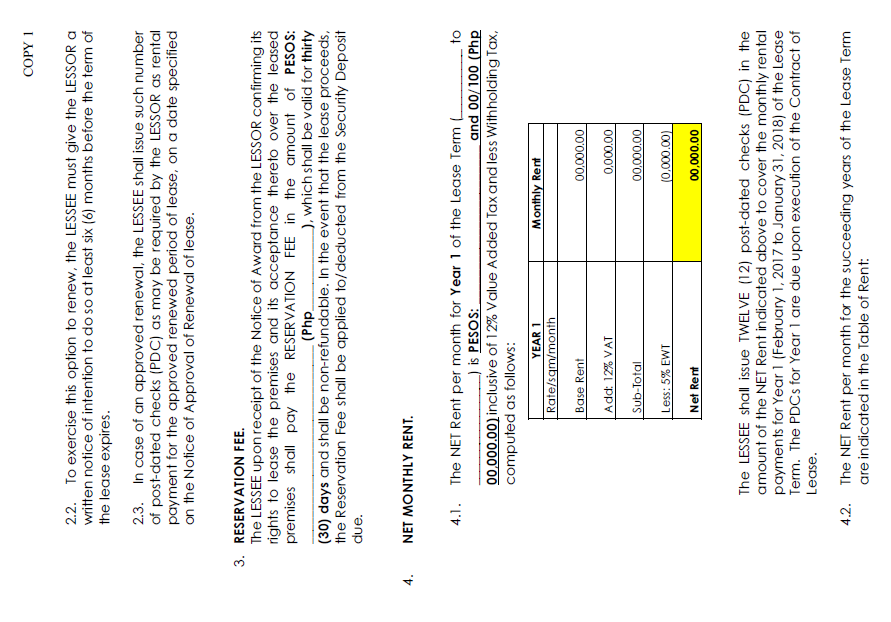 COPY 1
2.2. To exercise this option to renew, the LESSEE must give the LESSOR a
written notice of intention to do so at least six (6) months before the term of
the lease expires.
2.3. In case of an approved renewal, the LESSEE shall issue such number
of post-dated checks (PDC) as may be required by the LESSOR as rental
payment for the approved renewed period of lease, on a date specified
on the Notice of Approval of Renewal of lease.
3. RESERVATION FEE.
The LESSEE upon receipt of the Notice of Award from the LESSOR confirming its
rights to lease the premises and its acceptance thereto over the leased
premises shall pay the RESERVATION FEE in the amount of PESOS:
____________________ (Php____________), which shall be valid for thirty
(30) days and shall be non-refundable. In the event that the lease proceeds,
the Reservation Fee shall be applied to/deducted from the Security Deposit
due.
4. NET MONTHLY RENT.
4.1. The NET Rent per month for Year 1 of the Lease Term (__________ to
____________) is PESOS: ____________________ and 00/100 (Php
00,000.00) inclusive of 12% Value Added Tax and less Withholding Tax,
computed as follows:
YEAR 1 Monthly Rent
Rate/sqm/month
Base Rent 00,000.00
Add: 12% VAT 0,000.00
Sub-Total 00,000.00
Less: 5% EWT (0,000.00)
Net Rent 00,000.00
The LESSEE shall issue TWELVE (12) post-dated checks (PDC) in the
amount of the NET Rent indicated above to cover the monthly rental
payments for Year 1 (February 1, 2017 to January 31, 2018) of the Lease
Term. The PDCs for Year 1 are due upon execution of the Contract of
Lease.
4.2. The NET Rent per month for the succeeding years of the Lease Term
are indicated in the Table of Rent: